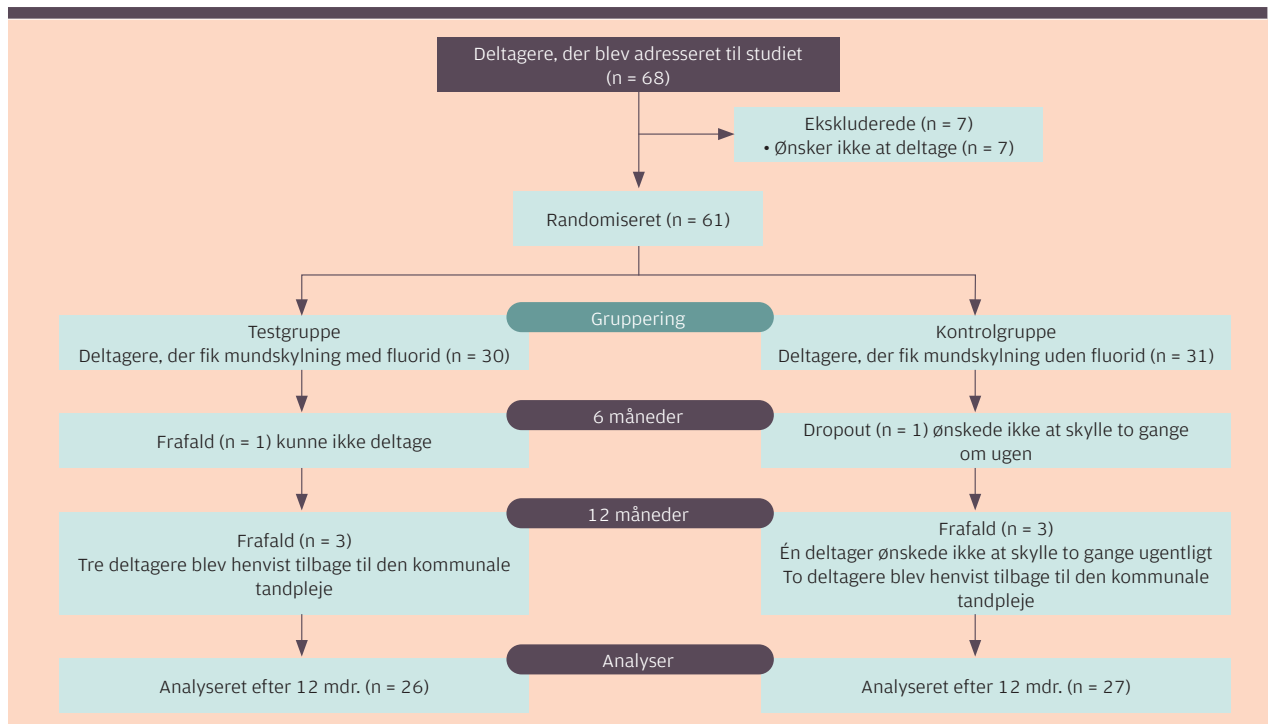 Deltagere, der blev adresseret til studiet
(n = 68)
Ekskluderede (n = 7)
• Ønsker ikke at deltage (n = 7)
Randomiseret (n = 61)
Gruppering
Testgruppe
Deltagere, der fik mundskylning med fluorid (n = 30)
Kontrolgruppe
Deltagere, der fik mundskylning uden fluorid (n = 31)
6 måneder
Frafald (n = 1) kunne ikke deltage
Dropout (n = 1) ønskede ikke at skylle to gange
om ugen
12 måneder
Frafald (n = 3)
Tre deltagere blev henvist tilbage til den kommunale
tandpleje
Frafald (n = 3)
Én deltager ønskede ikke at skylle to gange ugentligt
To deltagere blev henvist tilbage til den kommunale
tandpleje
Analyser
Analyseret efter 12 mdr. (n = 26)
Analyseret efter 12 mdr. (n = 27)